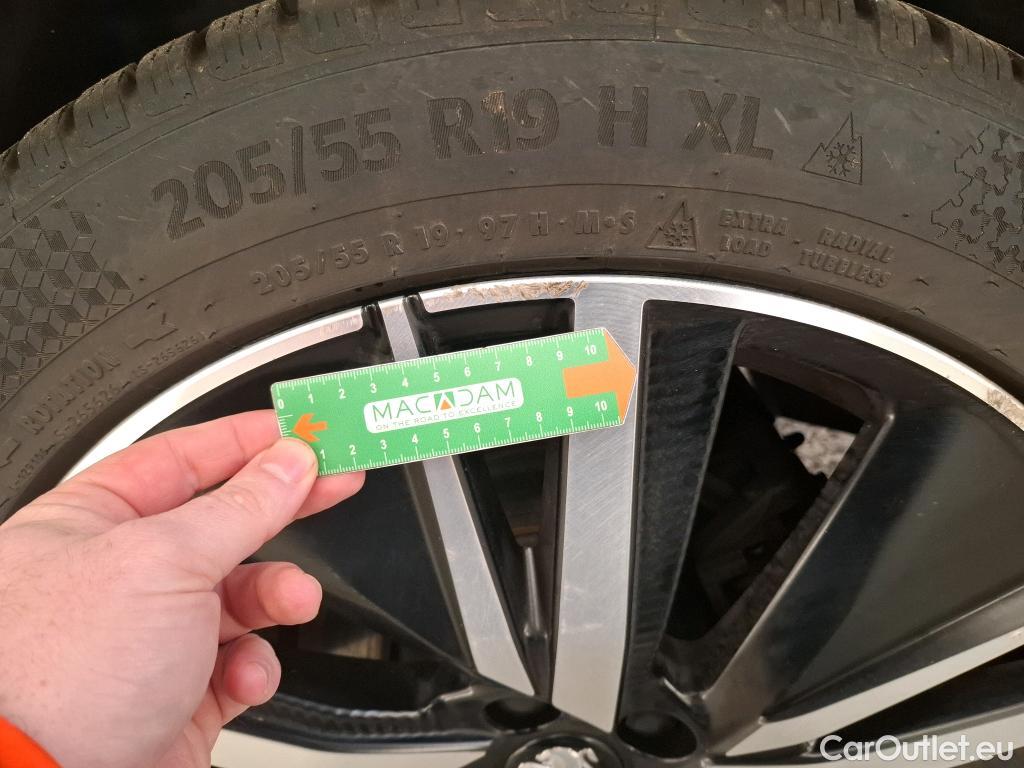 205/55 R19 H XL
205/55 R 19 · 97 H · M•S
EXTRA
LOAD
RADIAL
TUBELESS
ROTATION
0 1 2 3 4 5 6 7 8 9 10
MACADAM
ON THE ROAD TO EXCELLENCE
1 2 3 4 5 6 7 8 9 10
CarOutlet.eu